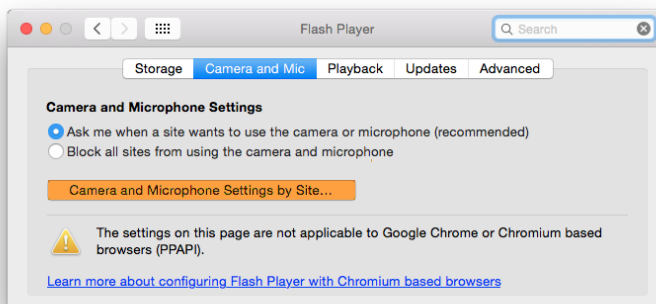 Flash Player
Search
Storage Camera and Mic Playback Updates Advanced
Camera and Microphone Settings
Ask me when a site wants to use the camera or microphone (recommended)
Block all sites from using the camera and microphone
Camera and Microphone Settings by Site...
The settings on this page are not applicable to Google Chrome or Chromium based
browsers (PPAPI).
Learn more about configuring Flash Player with Chromium based browsers